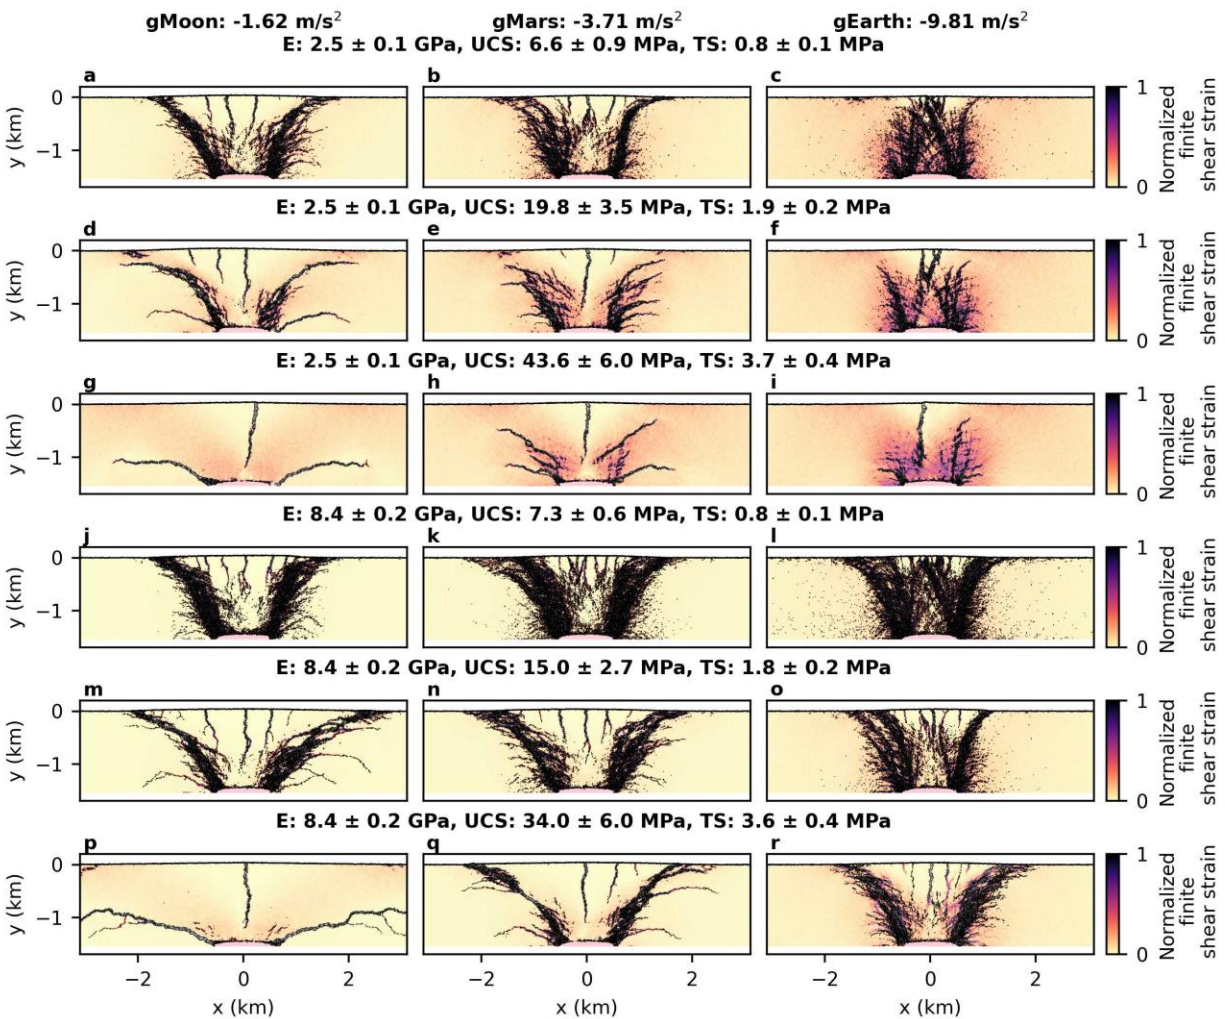 gMoon: -1.62 m/s² gMars: -3.71 m/s² gEarth: -9.81 m/s²
E: 2.5 ± 0.1 GPa, UCS: 6.6 ± 0.9 MPa, TS: 0.8 ± 0.1 MPa
a b c
0
−1
y (km)
1
0
Normalized
finite
shear strain
E: 2.5 ± 0.1 GPa, UCS: 19.8 ± 3.5 MPa, TS: 1.9 ± 0.2 MPa
d e f
0
−1
y (km)
1
0
Normalized
finite
shear strain
E: 2.5 ± 0.1 GPa, UCS: 43.6 ± 6.0 MPa, TS: 3.7 ± 0.4 MPa
g h i
0
−1
y (km)
1
0
Normalized
finite
shear strain
E: 8.4 ± 0.2 GPa, UCS: 7.3 ± 0.6 MPa, TS: 0.8 ± 0.1 MPa
j k l
0
−1
y (km)
1
0
Normalized
finite
shear strain
E: 8.4 ± 0.2 GPa, UCS: 15.0 ± 2.7 MPa, TS: 1.8 ± 0.2 MPa
m n o
0
−1
y (km)
1
0
Normalized
finite
shear strain
E: 8.4 ± 0.2 GPa, UCS: 34.0 ± 6.0 MPa, TS: 3.6 ± 0.4 MPa
p q r
0
−1
y (km)
1
0
Normalized
finite
shear strain
−2 0 2 −2 0 2 −2 0 2
x (km) x (km) x (km)